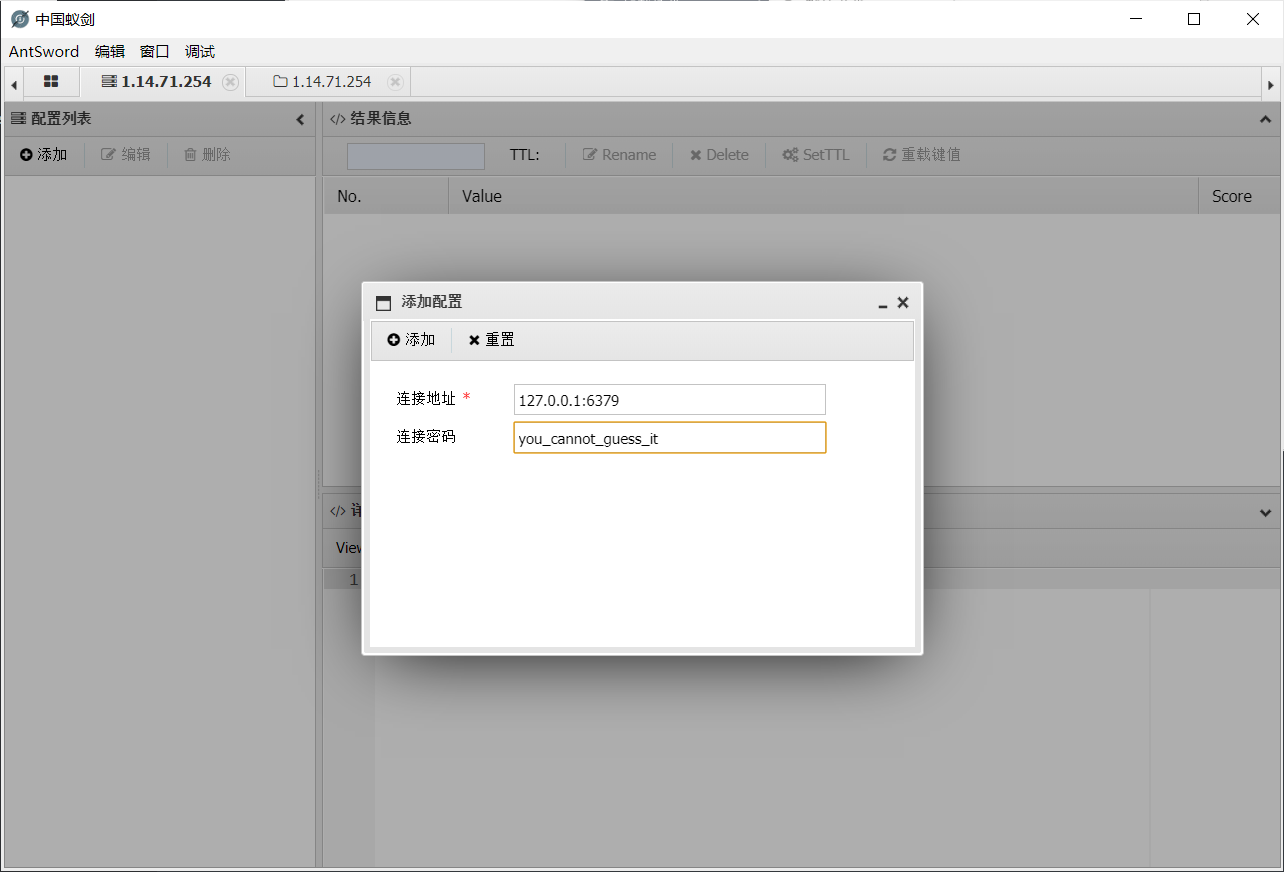 中国蚁剑
AntSword 编辑 窗口 调试
1.14.71.254 1.14.71.254
配置列表
添加 编辑 删除
</> 结果信息
TTL: Rename Delete SetTTL 重载键值
No. Value Score
添加配置
添加 重置
连接地址 * 127.0.0.1:6379
连接密码 you_cannot_guess_it
</>
1